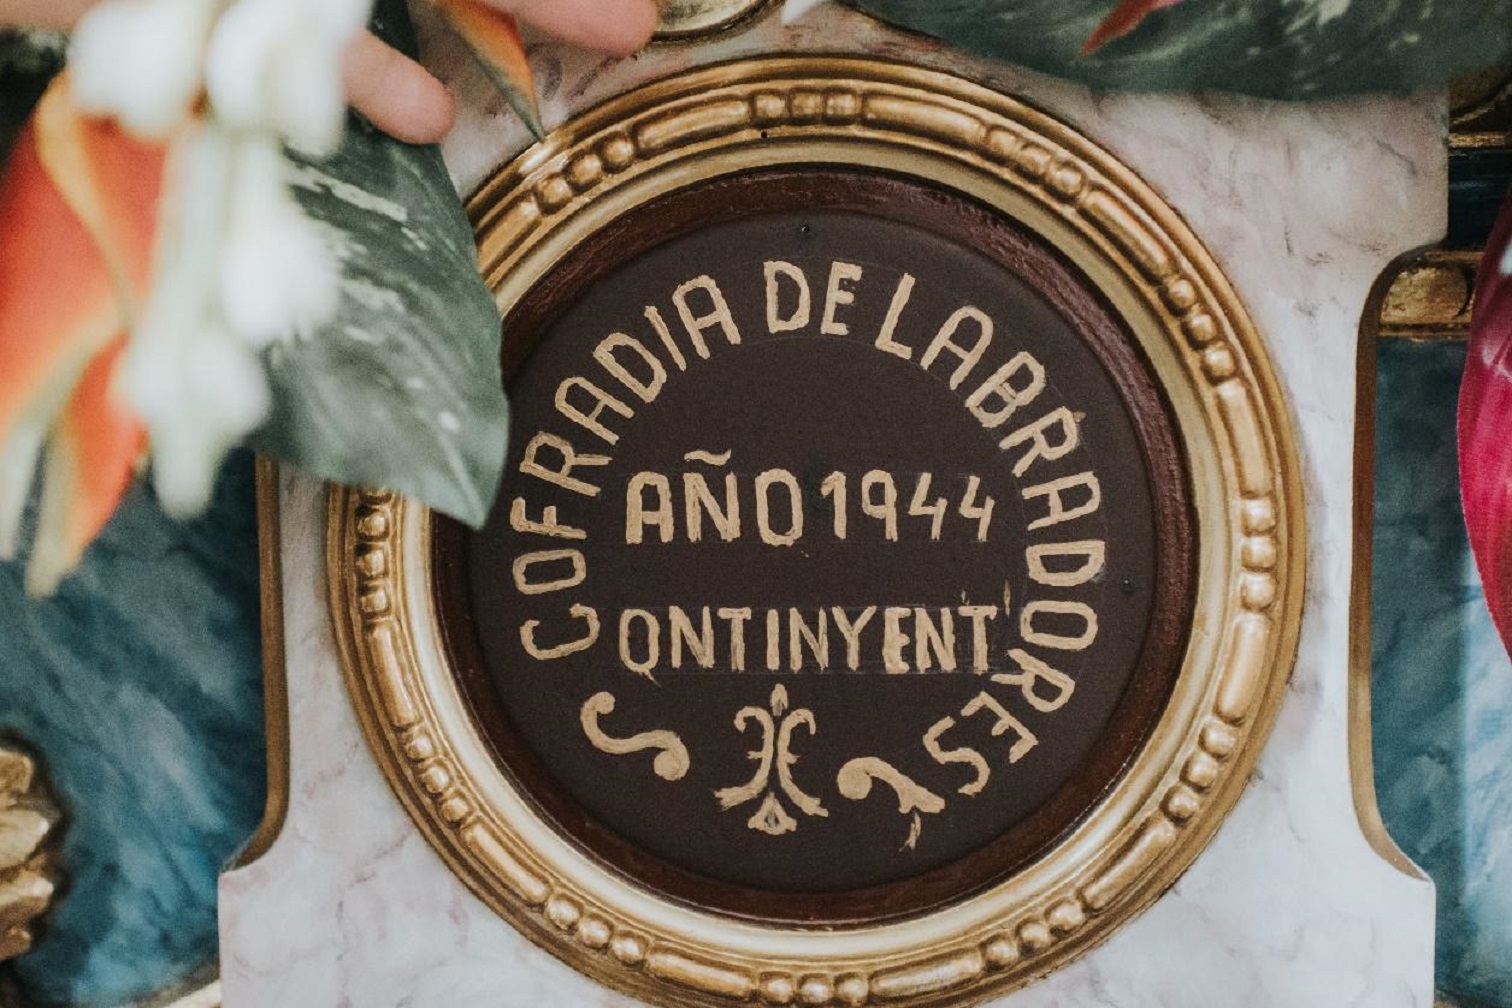 COFRADIA DE LABRADORES
AÑO 1944
ONTINYENT